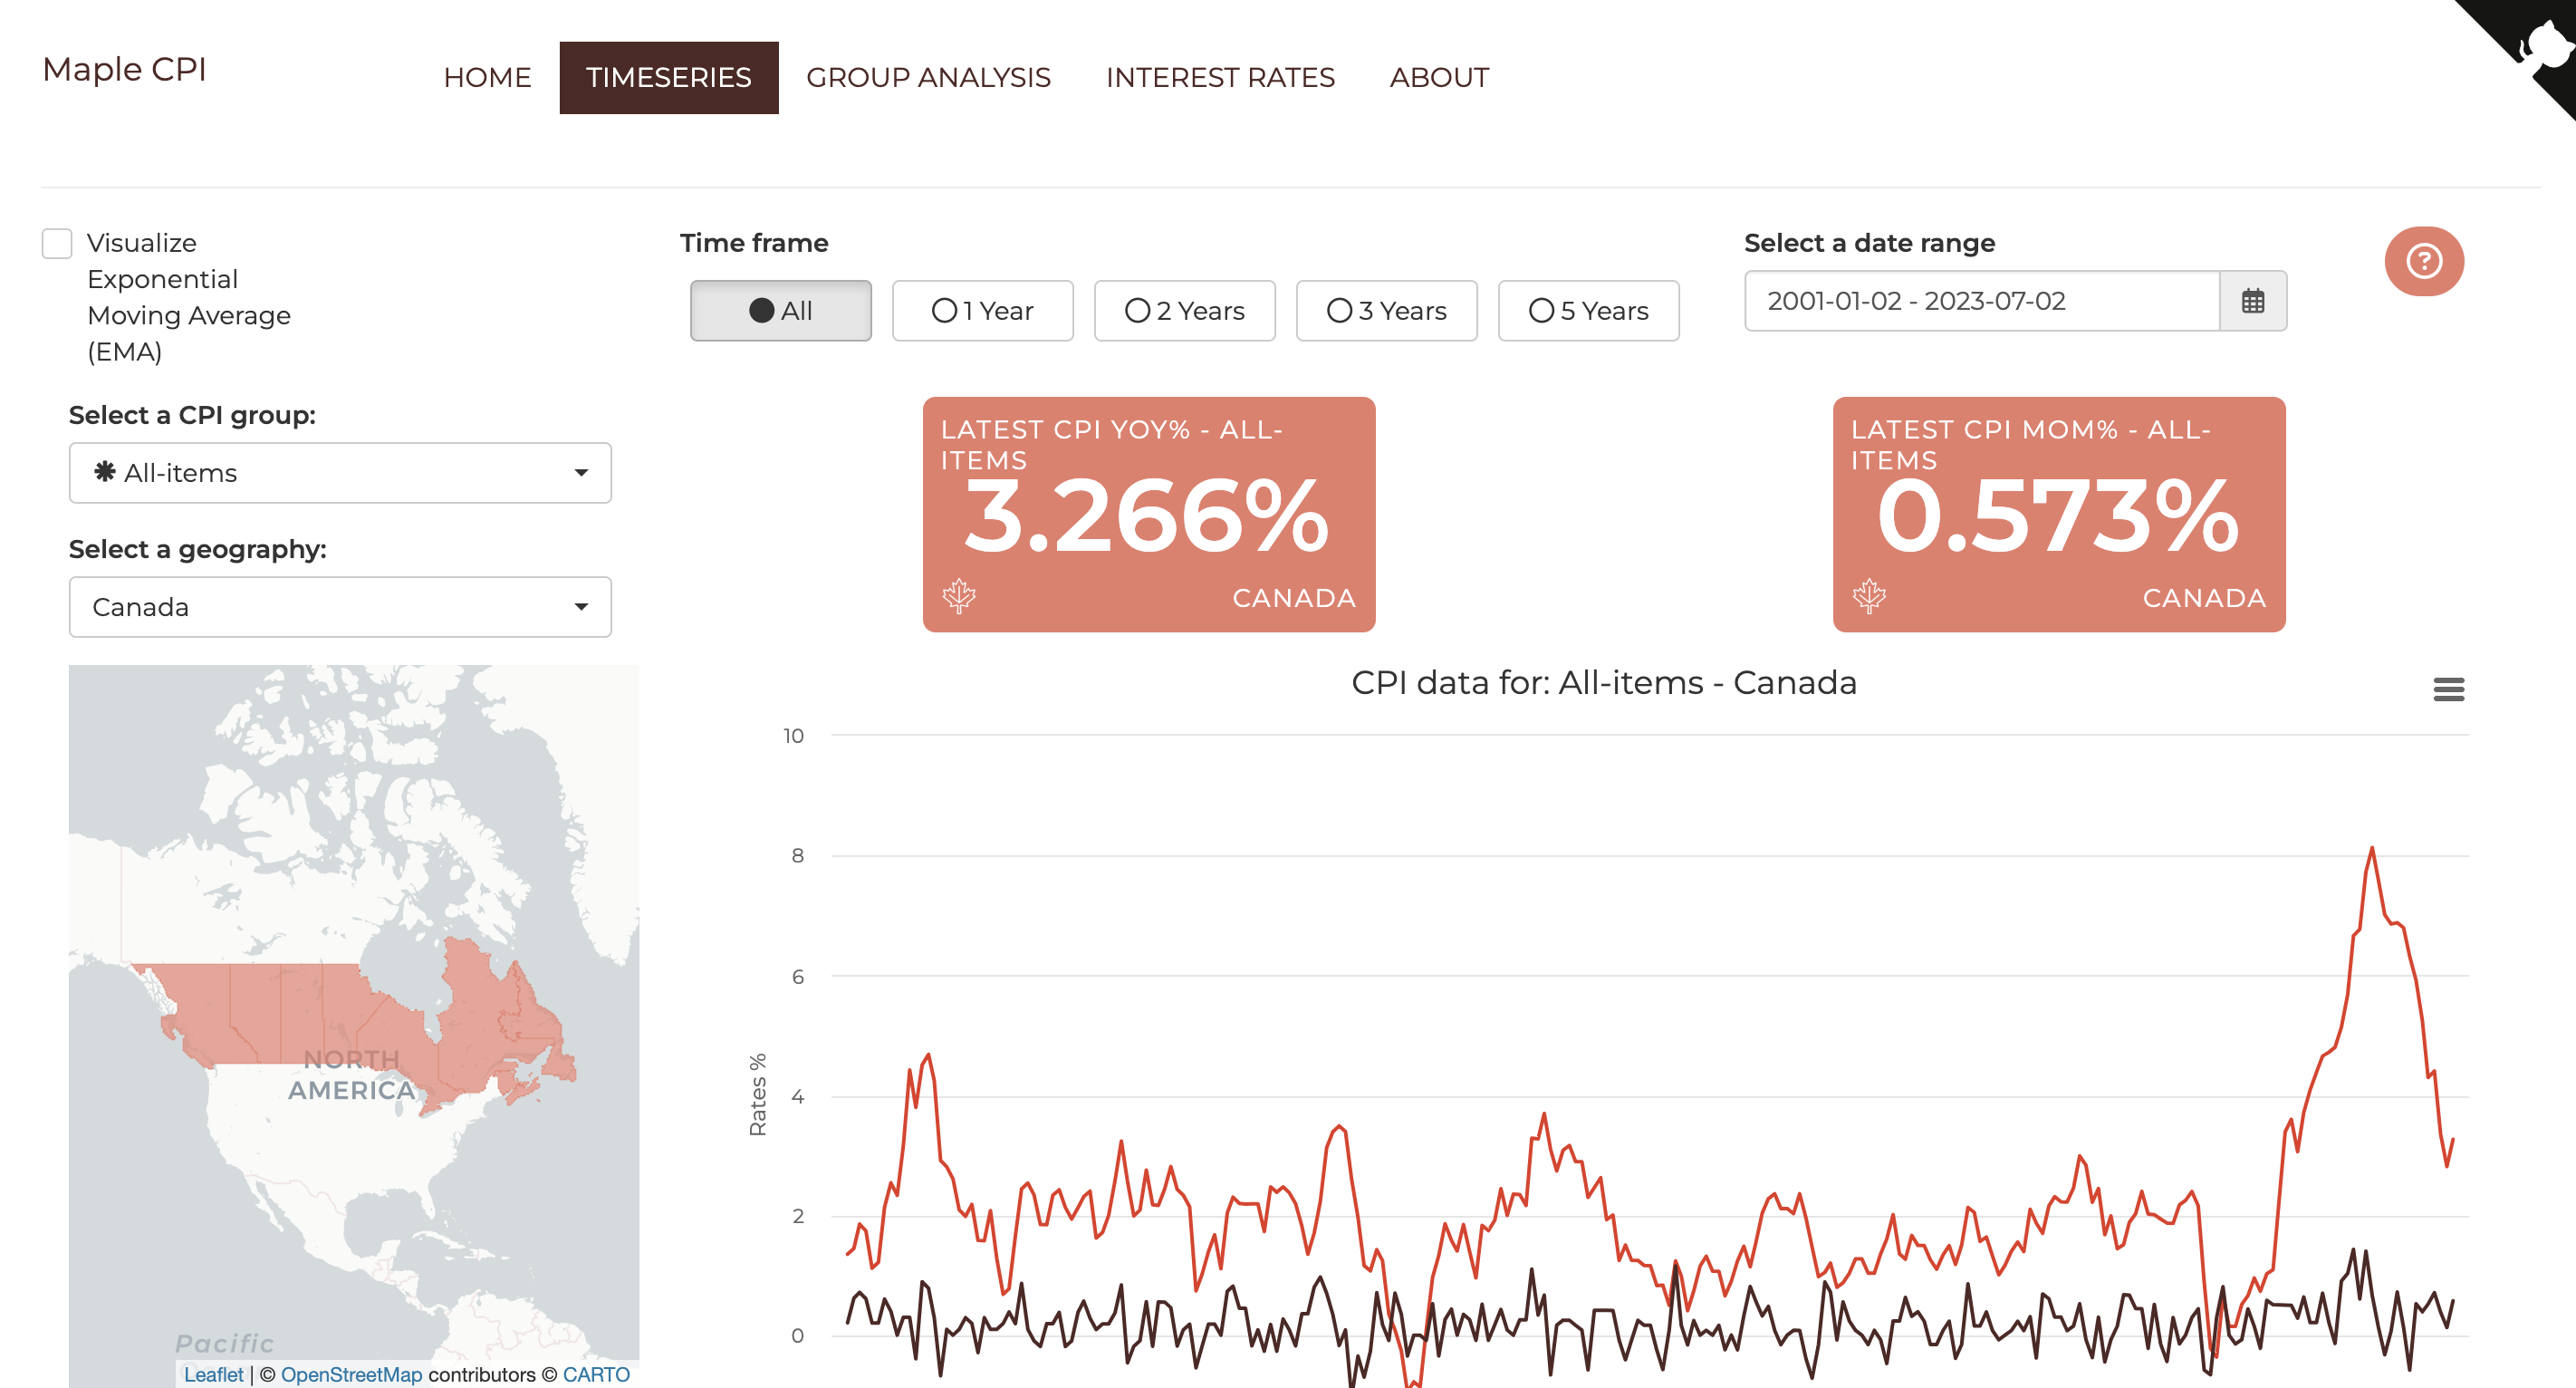 Maple CPI
HOME
TIMESERIES
GROUP ANALYSIS
INTEREST RATES
ABOUT
Visualize
Exponential
Moving Average
(EMA)
Time frame
All
1 Year
2 Years
3 Years
5 Years
Select a date range
2001-01-02 - 2023-07-02
?
Select a CPI group:
All-items
Select a geography:
Canada
LATEST CPI YOY% - ALL-
ITEMS
3.266%
CANADA
LATEST CPI MOM% - ALL-
ITEMS
0.573%
CANADA
NORTH
AMERICA
Pacific
Leaflet | © OpenStreetMap contributors © CARTO
CPI data for: All-items - Canada
Rates %
10
8
6
4
2
0